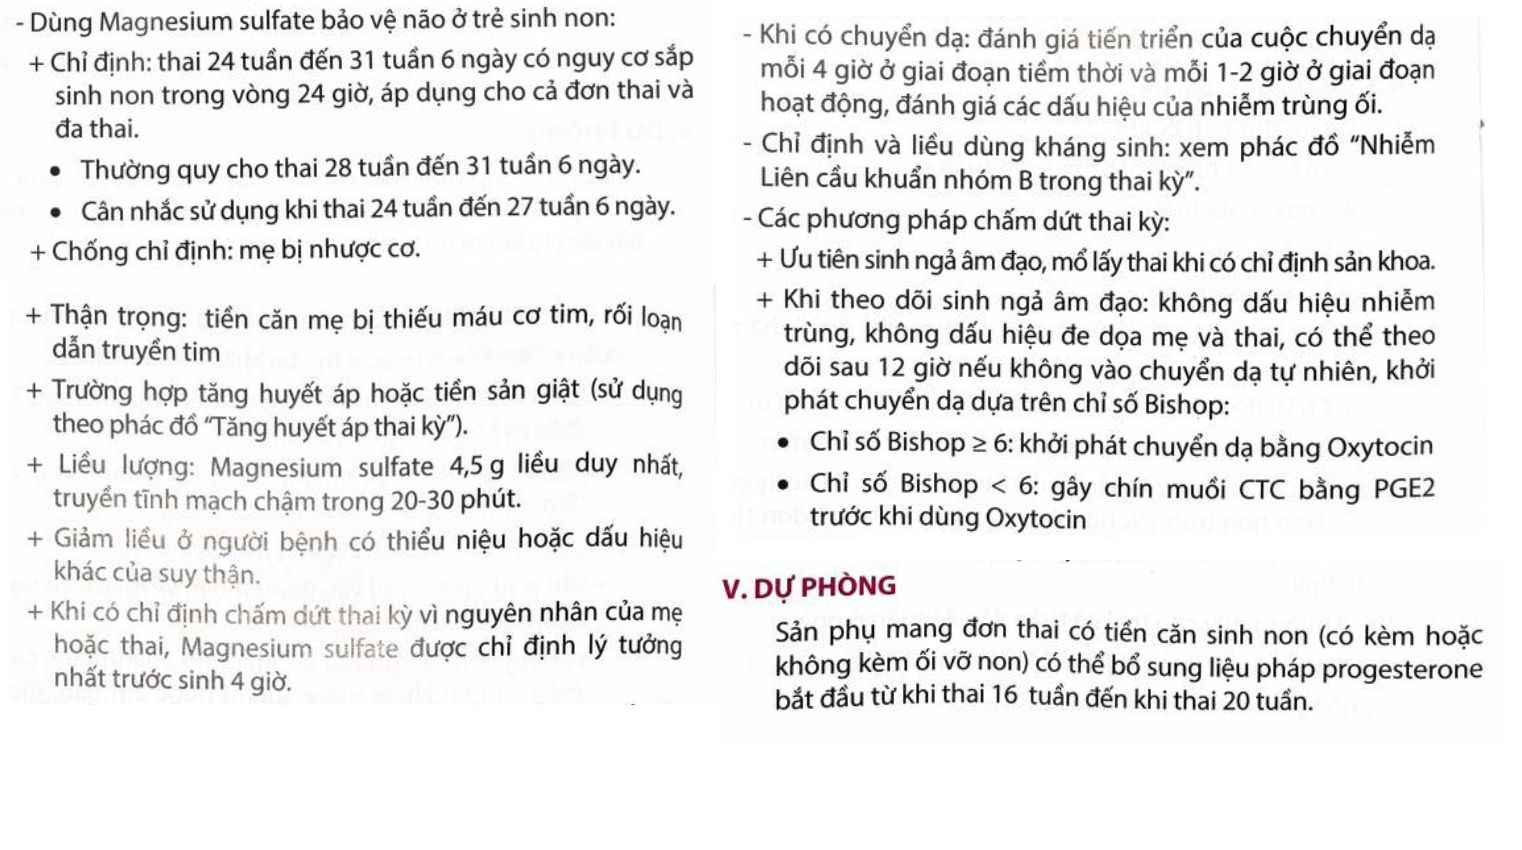 - Dùng Magnesium sulfate bảo vệ não ở trẻ sinh non:
+ Chỉ định: thai 24 tuần đến 31 tuần 6 ngày có nguy cơ sắp
sinh non trong vòng 24 giờ, áp dụng cho cả đơn thai và
đa thai.
• Thường quy cho thai 28 tuần đến 31 tuần 6 ngày.
• Cân nhắc sử dụng khi thai 24 tuần đến 27 tuần 6 ngày.
+ Chống chỉ định: mẹ bị nhược cơ.
+ Thận trọng: tiền căn mẹ bị thiếu máu cơ tim, rối loạn
dẫn truyền tim
+ Trường hợp tăng huyết áp hoặc tiền sản giật (sử dụng
theo phác đồ "Tăng huyết áp thai kỳ").
+ Liều lượng: Magnesium sulfate 4,5 g liều duy nhất,
truyền tĩnh mạch chậm trong 20-30 phút.
+ Giảm liều ở người bệnh có thiểu niệu hoặc dấu hiệu
khác của suy thận.
+ Khi có chỉ định chấm dứt thai kỳ vì nguyên nhân của mẹ
hoặc thai, Magnesium sulfate được chỉ định lý tưởng
nhất trước sinh 4 giờ.
- Khi có chuyển dạ: đánh giá tiến triển của cuộc chuyển dạ
mỗi 4 giờ ở giai đoạn tiềm thời và mỗi 1-2 giờ ở giai đoạn
hoạt động, đánh giá các dấu hiệu của nhiễm trùng ối.
- Chỉ định và liều dùng kháng sinh: xem phác đồ "Nhiễm
Liên cầu khuẩn nhóm B trong thai kỳ".
- Các phương pháp chấm dứt thai kỳ:
+ Ưu tiên sinh ngả âm đạo, mổ lấy thai khi có chỉ định sản khoa.
+ Khi theo dõi sinh ngả âm đạo: không dấu hiệu nhiễm
trùng, không dấu hiệu đe dọa mẹ và thai, có thể theo
dõi sau 12 giờ nếu không vào chuyển dạ tự nhiên, khởi
phát chuyển dạ dựa trên chỉ số Bishop:
• Chỉ số Bishop ≥ 6: khởi phát chuyển dạ bằng Oxytocin
• Chỉ số Bishop < 6: gây chín muồi CTC bằng PGE2
trước khi dùng Oxytocin
V. DỰ PHÒNG
Sản phụ mang đơn thai có tiền căn sinh non (có kèm hoặc
không kèm ối vỡ non) có thể bổ sung liệu pháp progesterone
bắt đầu từ khi thai 16 tuần đến khi thai 20 tuần.